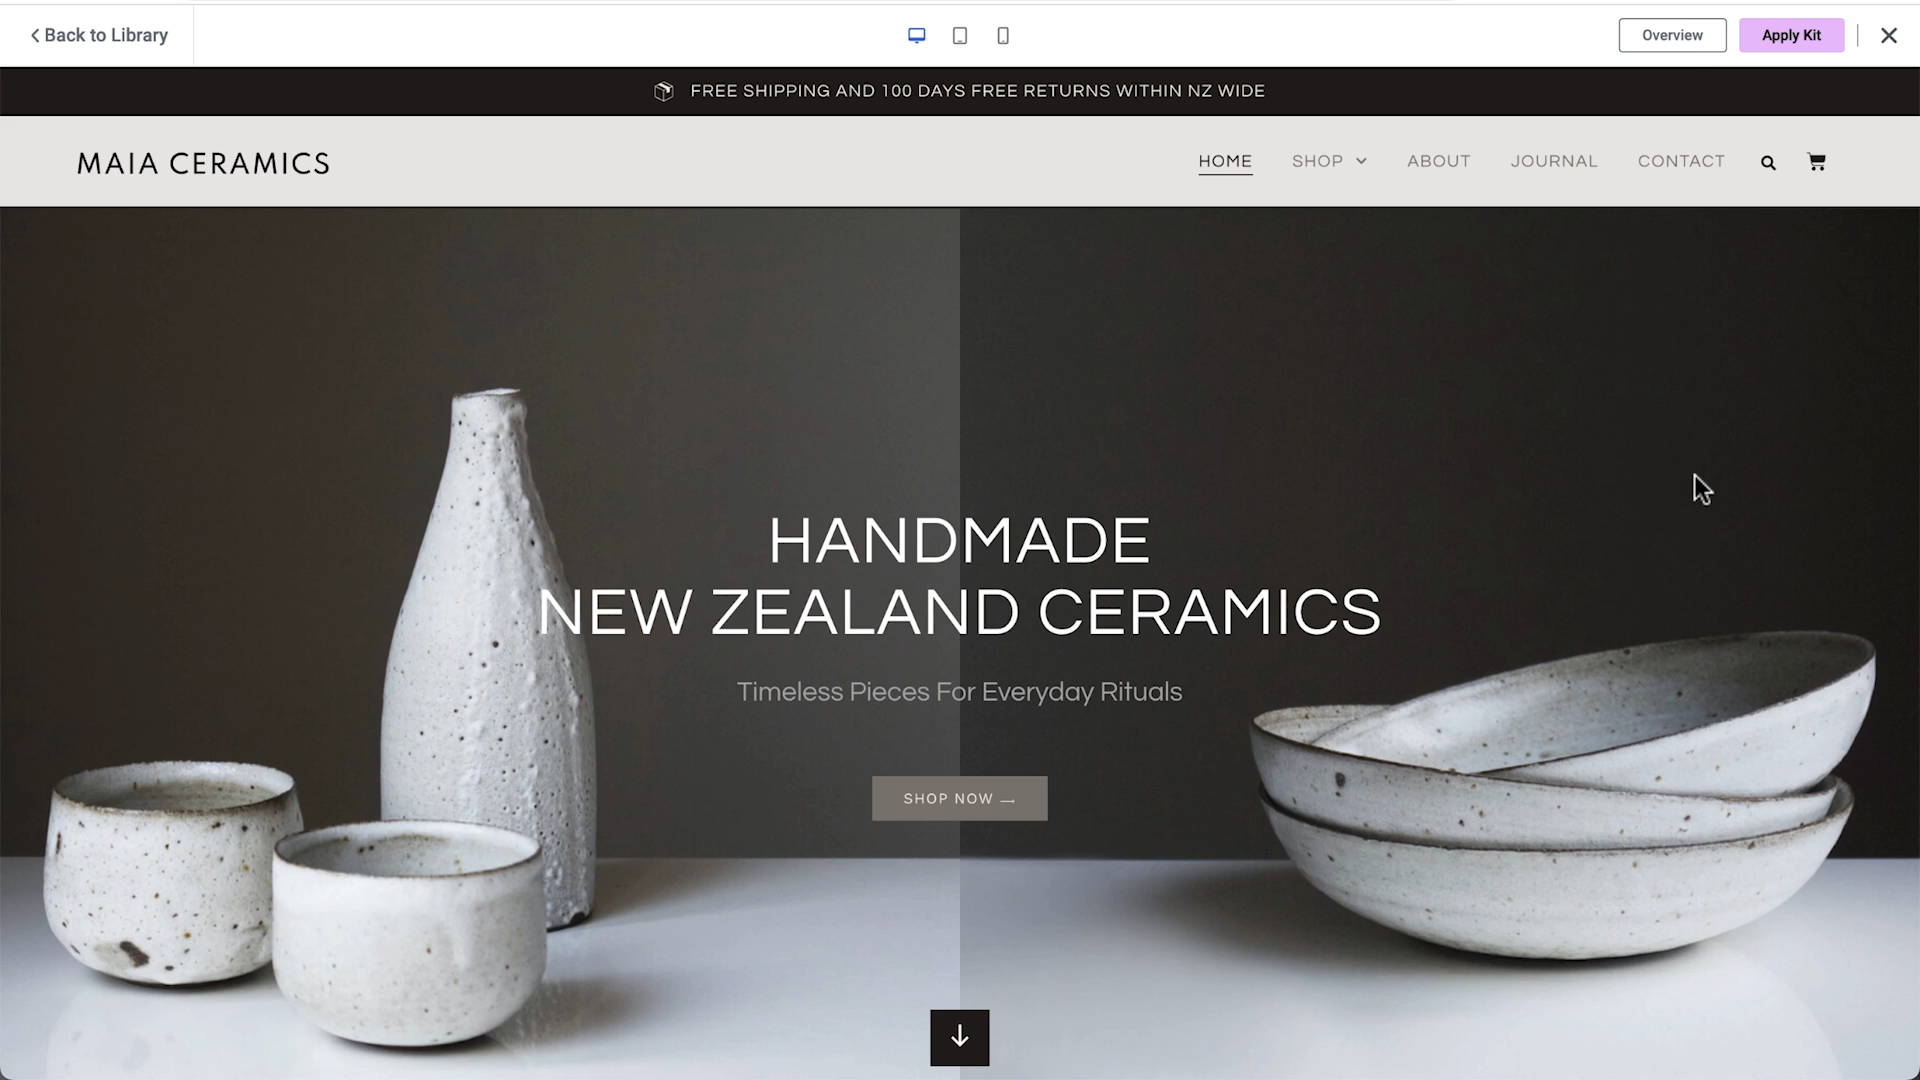 Back to Library
Overview
Apply Kit
FREE SHIPPING AND 100 DAYS FREE RETURNS WITHIN NZ WIDE
MAIA CERAMICS
HOME
SHOP
ABOUT
JOURNAL
CONTACT
HANDMADE
NEW ZEALAND CERAMICS
Timeless Pieces For Everyday Rituals
SHOP NOW —